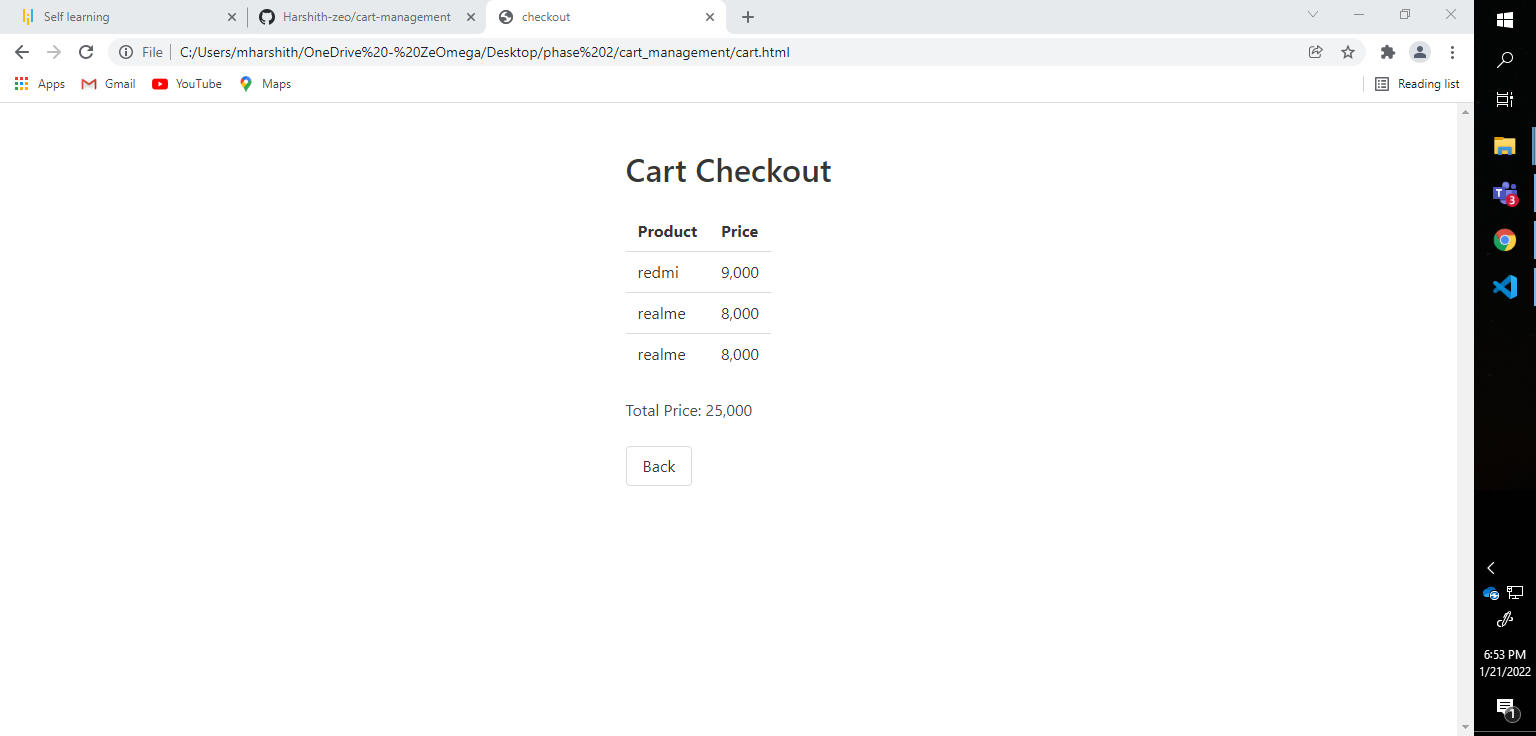 Self learning
Harshith-zeo/cart-management
checkout
File
C:/Users/mharshith/OneDrive%20-%20ZeOmega/Desktop/phase%202/cart_management/cart.html
Apps
Gmail
YouTube
Maps
Reading list
Cart Checkout
Product Price
redmi 9,000
realme 8,000
realme 8,000
Total Price: 25,000
Back
T 3
6:53 PM
1/21/2022
1